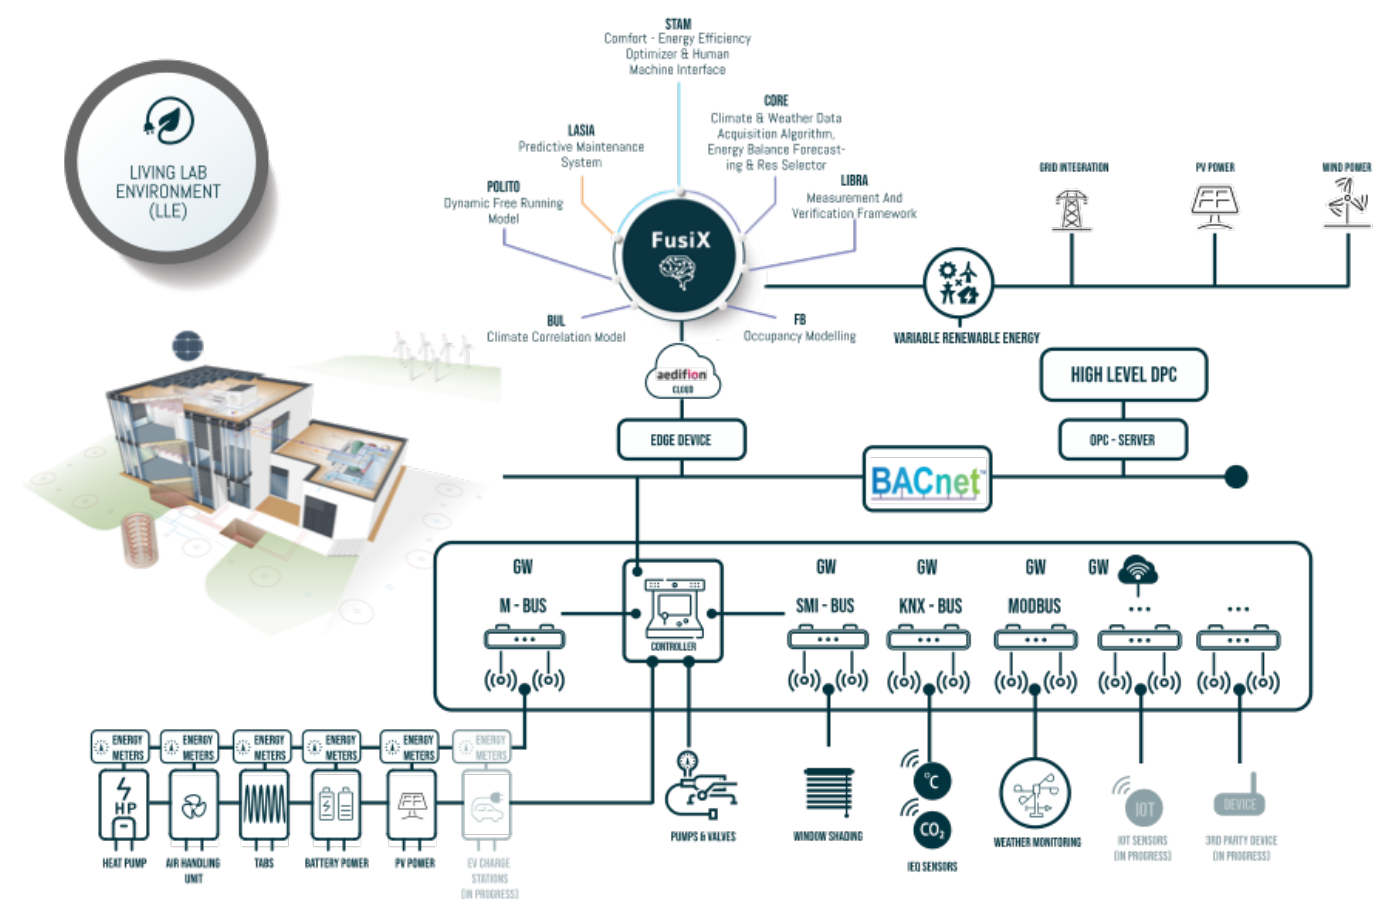 STAM
Comfort - Energy Efficiency
Optimizer & Human
Machine Interface
CORE
Climate & Weather Data
Acquisition Algorithm,
Energy Balance Forecast-
ing & Res Selector
LASIA
Predictive Maintenance
System
POLITO
Dynamic Free Running
Model
LIBRA
Measurement And
Verification Framework
LIVING LAB
ENVIRONMENT
(LLE)
FusiX
GRID INTEGRATION
PV POWER
WIND POWER
BUL
Climate Correlation Model
FB
Occupancy Modelling
VARIABLE RENEWABLE ENERGY
aedifion
CLOUD
HIGH LEVEL DPC
EDGE DEVICE
OPC - SERVER
BACnet™
GW
M - BUS
CONTROLLER
GW
SMI - BUS
GW
KNX - BUS
GW
MODBUS
GW
...
...
ENERGY
METERS
ENERGY
METERS
ENERGY
METERS
ENERGY
METERS
ENERGY
METERS
ENERGY
METERS
HP
HEAT PUMP
AIR HANDLING
UNIT
TABS
BATTERY POWER
PV POWER
EV CHARGE
STATIONS
(IN PROGRESS)
PUMPS & VALVES
WINDOW SHADING
°C
CO2
IEQ SENSORS
WEATHER MONITORING
IOT
IOT SENSORS
(IN PROGRESS)
DEVICE
3RD PARTY DEVICE
(IN PROGRESS)